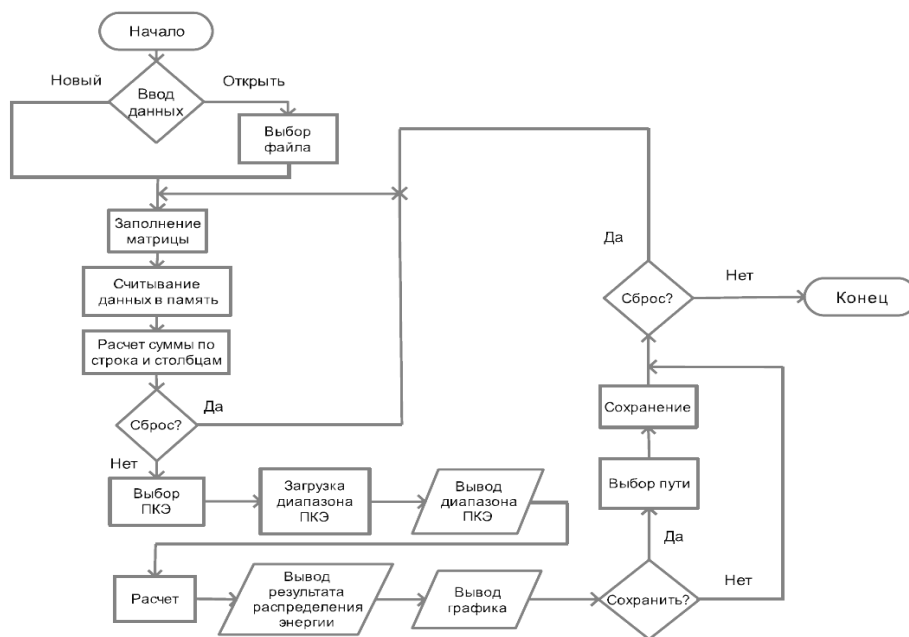 Начало
Новый
Открыть
Ввод
данных
Выбор
файла
Заполнение
матрицы
Считывание
данных в память
Расчет суммы по
строка и столбцам
Сброс?
Да
Нет
Выбор
ПКЭ
Загрузка
диапазона
ПКЭ
Вывод
диапазона
ПКЭ
Расчет
Вывод
результата
распределения
энергии
Вывод
графика
Сохранить?
Да
Нет
Выбор пути
Сохранение
Сброс?
Да
Нет
Конец